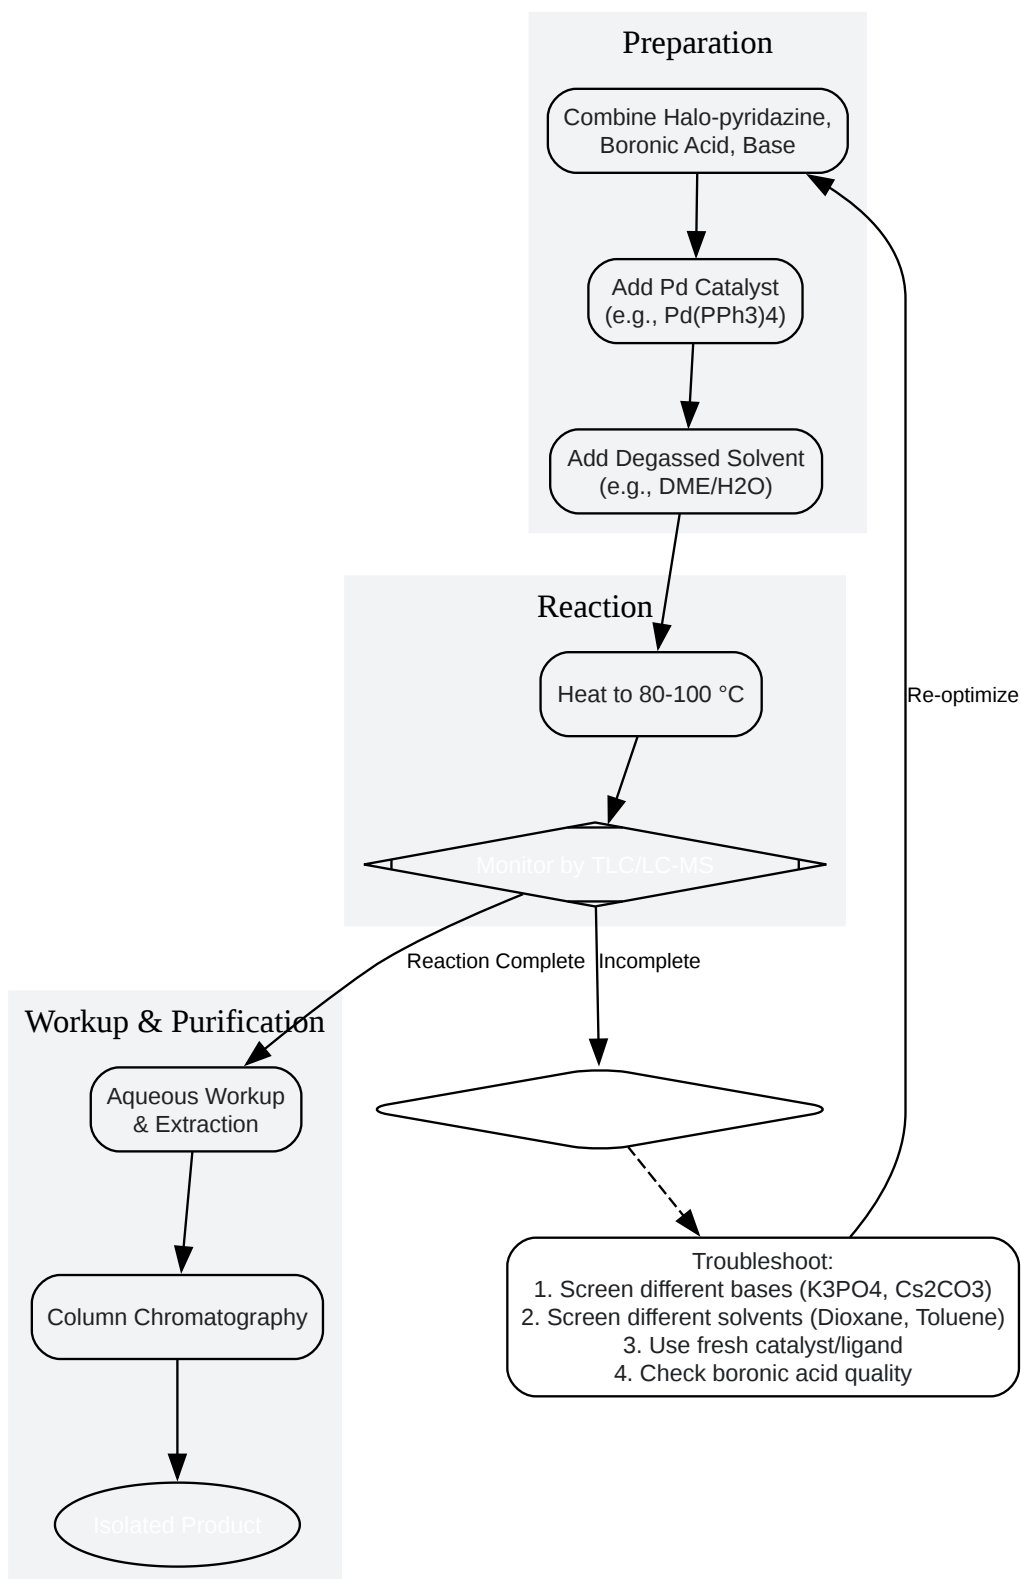 Preparation
Combine Halo-pyridazine,
Boronic Acid, Base
Add Pd Catalyst
(e.g., Pd(PPh3)4)
Add Degassed Solvent
(e.g., DME/H2O)
Reaction
Heat to 80-100 °C
Re-optimize
Monitor by TLC/LC-MS
Reaction Complete
Incomplete
Workup & Purification
Aqueous Workup
& Extraction
Troubleshoot:
1. Screen different bases (K3PO4, Cs2CO3)
2. Screen different solvents (Dioxane, Toluene)
3. Use fresh catalyst/ligand
4. Check boronic acid quality
Column Chromatography
Isolated Product